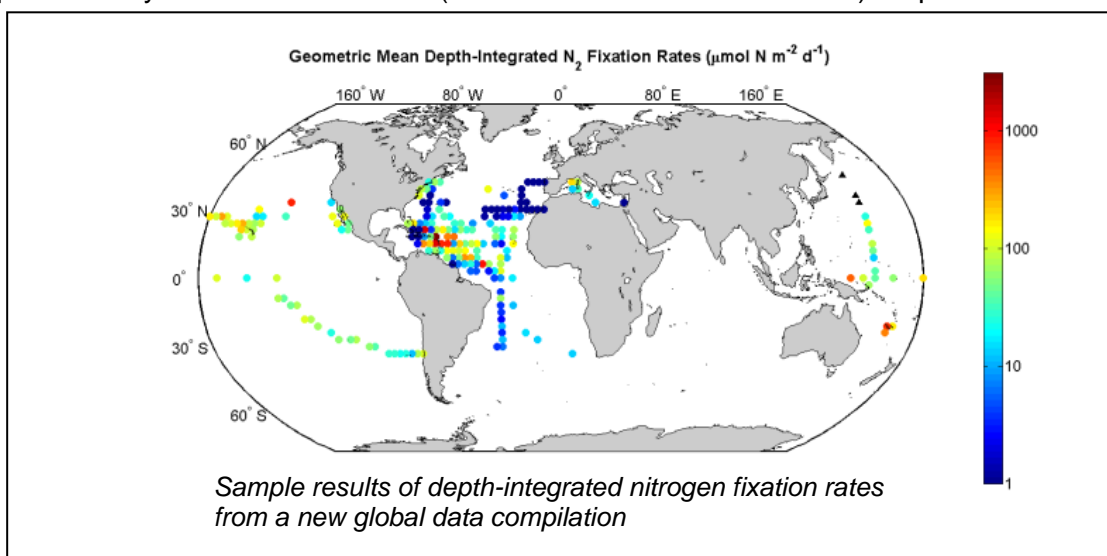 Geometric Mean Depth-Integrated N2 Fixation Rates (μmol N m-2 d-1)
160° W 80° W 0° 80° E 160° E
60° N
30° N
0°
30° S
60° S
1000
100
10
1
Sample results of depth-integrated nitrogen fixation rates
from a new global data compilation